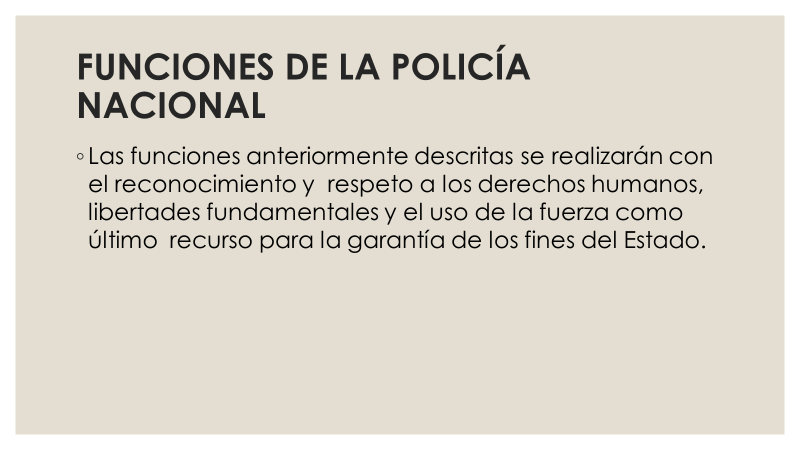 FUNCIONES DE LA POLICÍA
NACIONAL
◦Las funciones anteriormente descritas se realizarán con
el reconocimiento y  respeto a los derechos humanos,
libertades fundamentales y el uso de la fuerza como
último  recurso para la garantía de los fines del Estado.